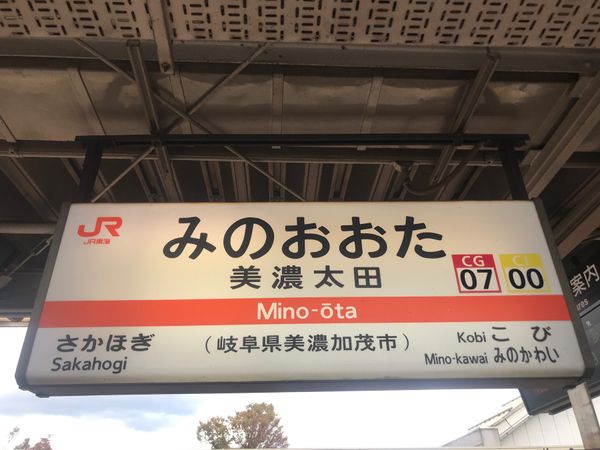 JR
JR東海
みのおおた
美濃太田
CG
07
CI
00
Mino-ōta
さかほぎ
Sakahogi
(岐阜県美濃加茂市)
Kobi こび
Mino-kawai みのかわい
案内